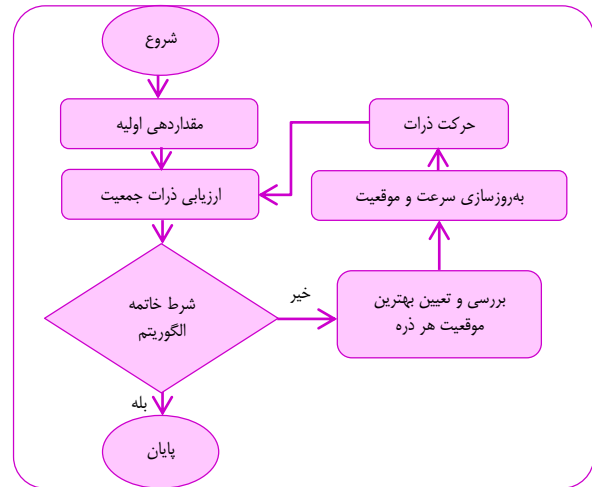 شروع
مقداردهی اولیه
حرکت ذرات
ارزیابی ذرات جمعیت
به‌روزسازی سرعت و موقعیت
شرط خاتمه
الگوریتم
خیر
بررسی و تعیین بهترین
موقعیت هر ذره
بله
پایان